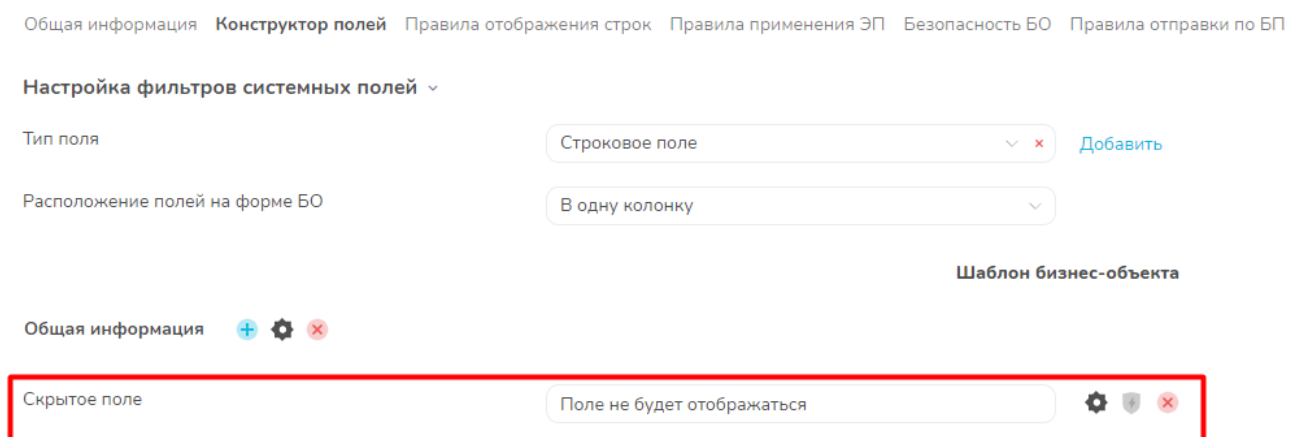 Общая информация Конструктор полей Правила отображения строк Правила применения ЭП Безопасность БО Правила отправки по БП
Настройка фильтров системных полей
Тип поля Строковое поле Добавить
Расположение полей на форме БО В одну колонку
Шаблон бизнес-объекта
Общая информация
Скрытое поле Поле не будет отображаться